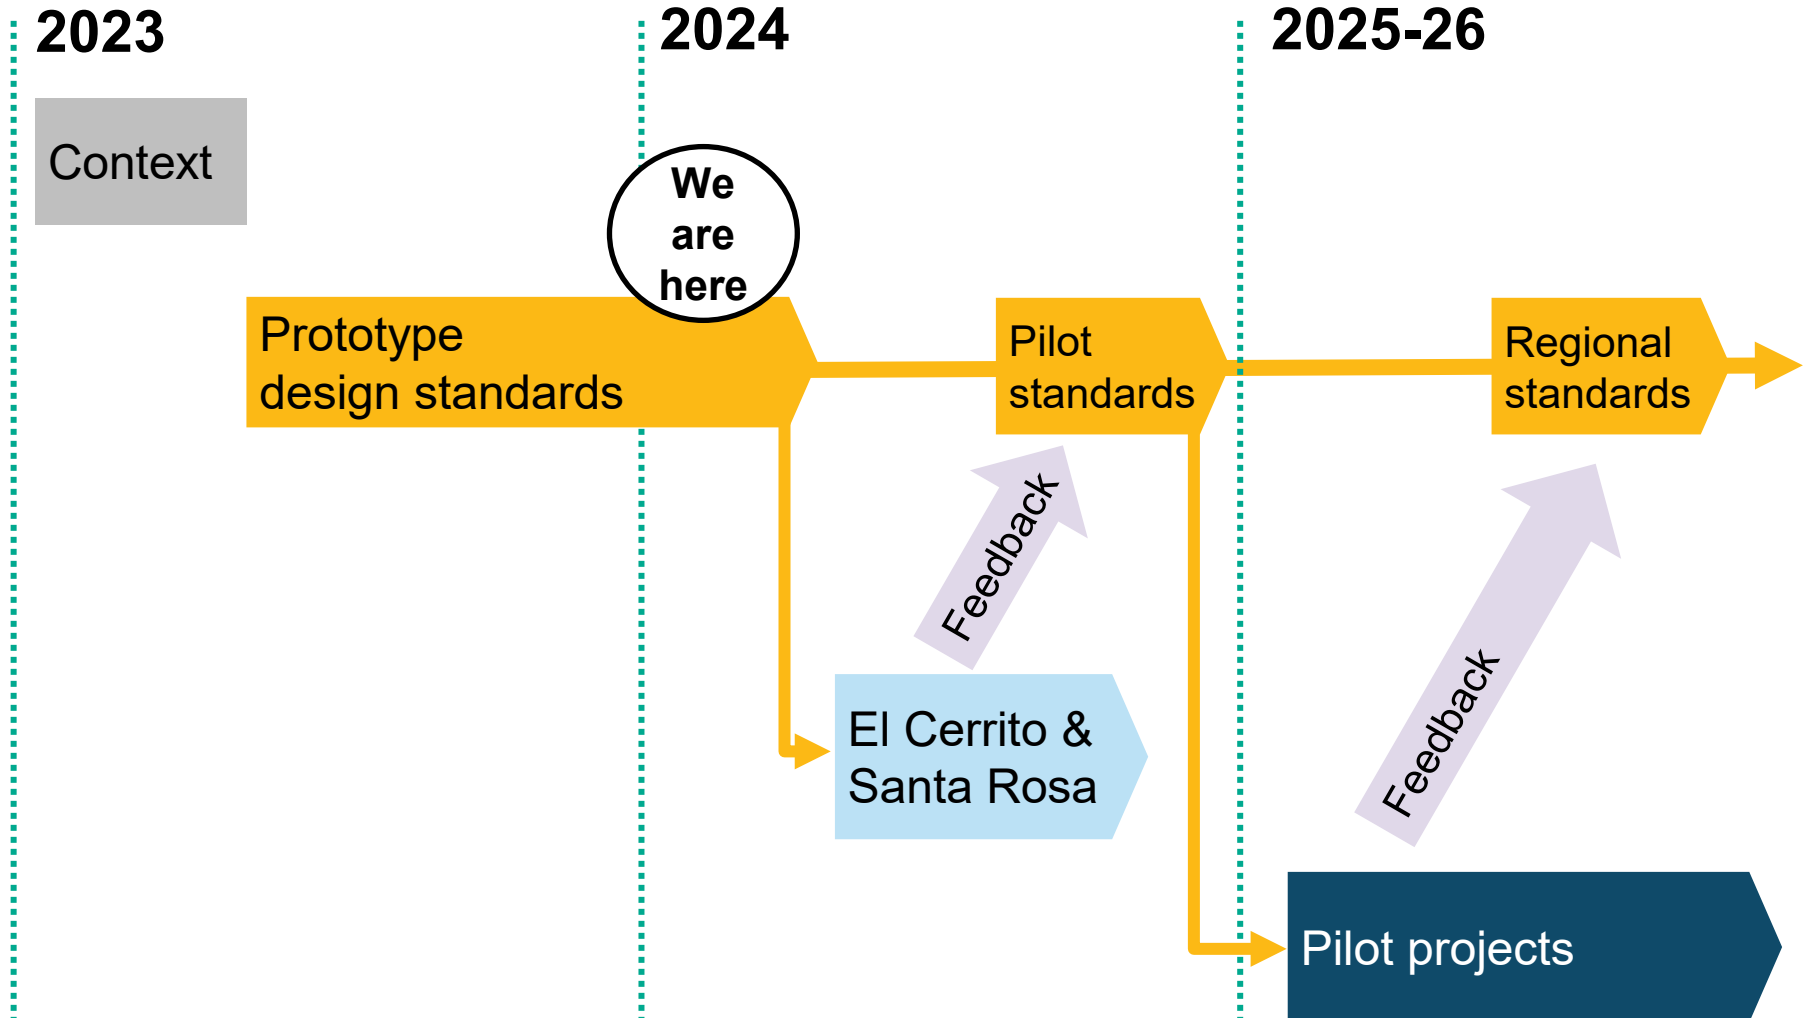 2023
2024
2025-26
Context
We
are
here
Prototype
design standards
Pilot
standards
Regional
standards
Feedback
Feedback
El Cerrito &
Santa Rosa
Pilot projects